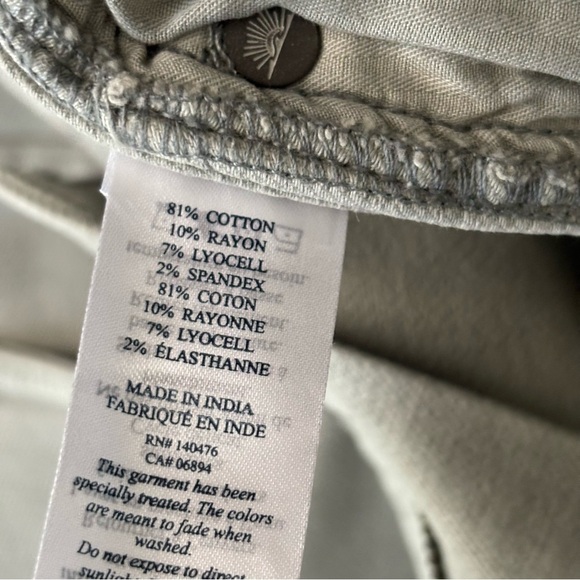 81% COTTON
10% RAYON
7% LYOCELL
2% SPANDEX
81% COTON
10% RAYONNE
7% LYOCELL
2% ÉLASTHANNE
MADE IN INDIA
FABRIQUÉ EN INDE
RN# 140476
CA# 06894
This garment has been
specially treated. The colors
are meant to fade when
washed.
Do not expose to direct
sunlight